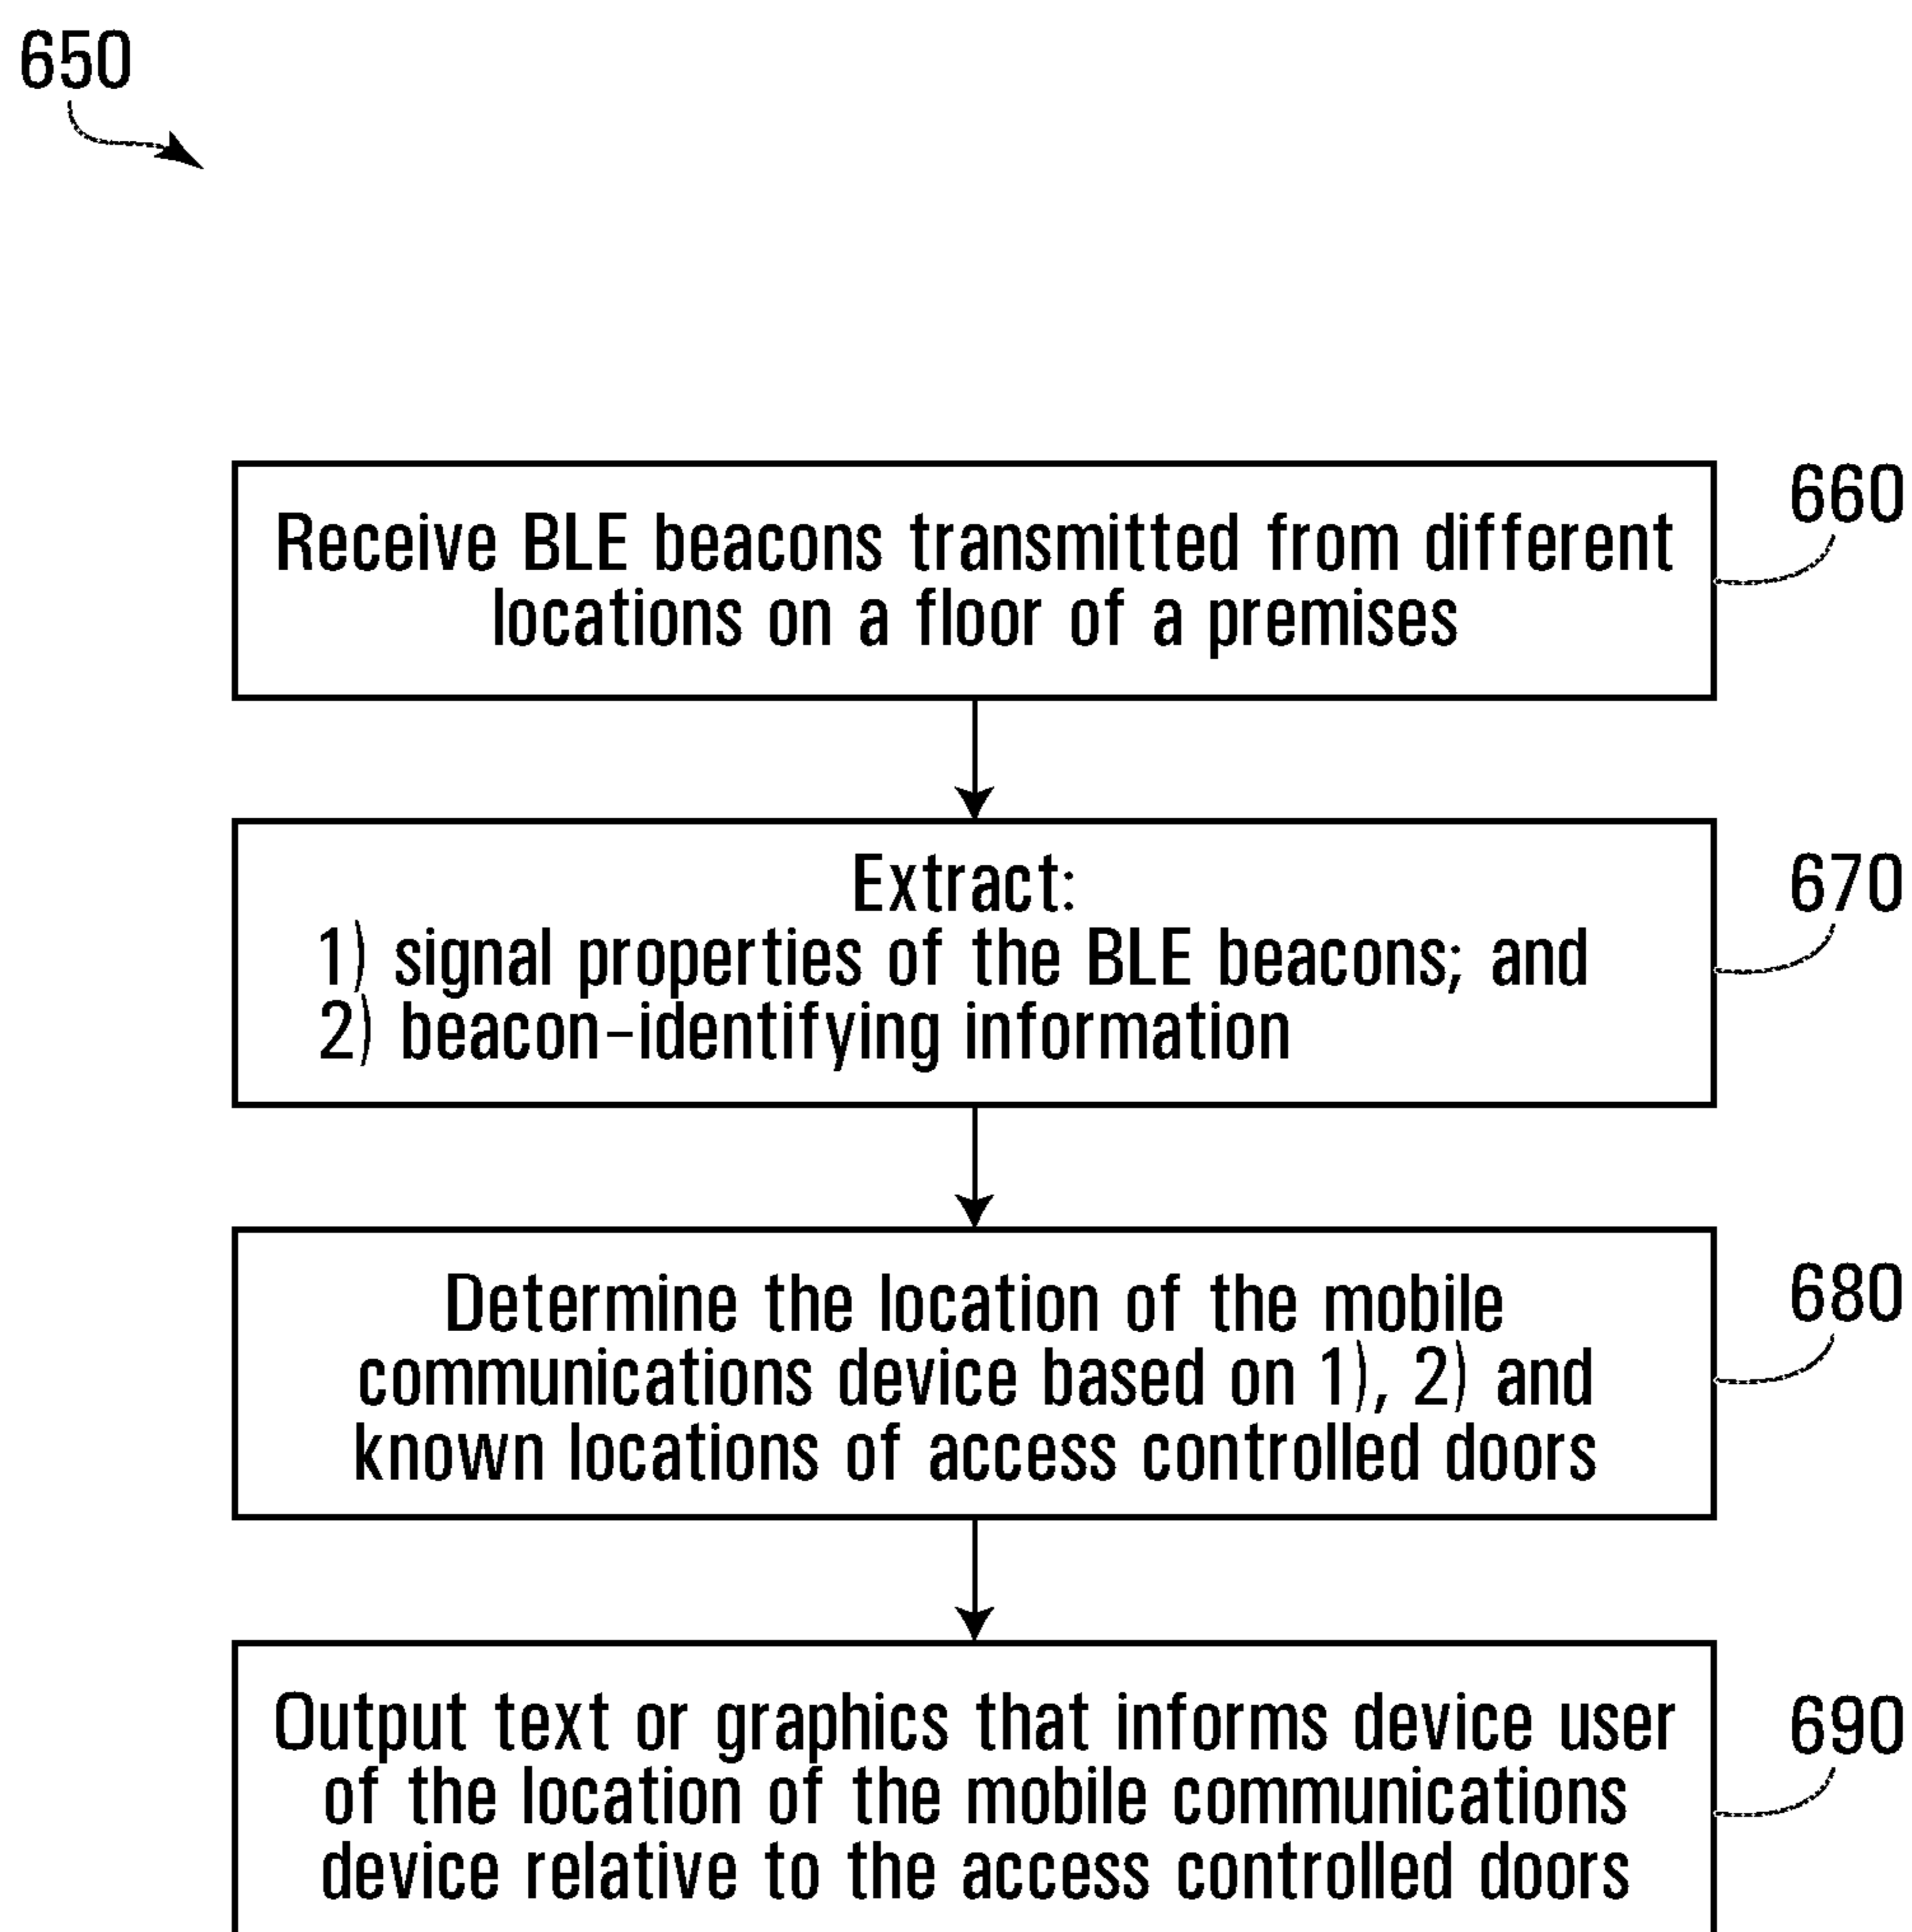 650
Receive BLE beacons transmitted from different
locations on a floor of a premises
660
Extract:
1) signal properties of the BLE beacons; and
2) beacon-identifying information
670
Determine the location of the mobile
communications device based on 1), 2) and
known locations of access controlled doors
680
Output text or graphics that informs device user
of the location of the mobile communications
device relative to the access controlled doors
690